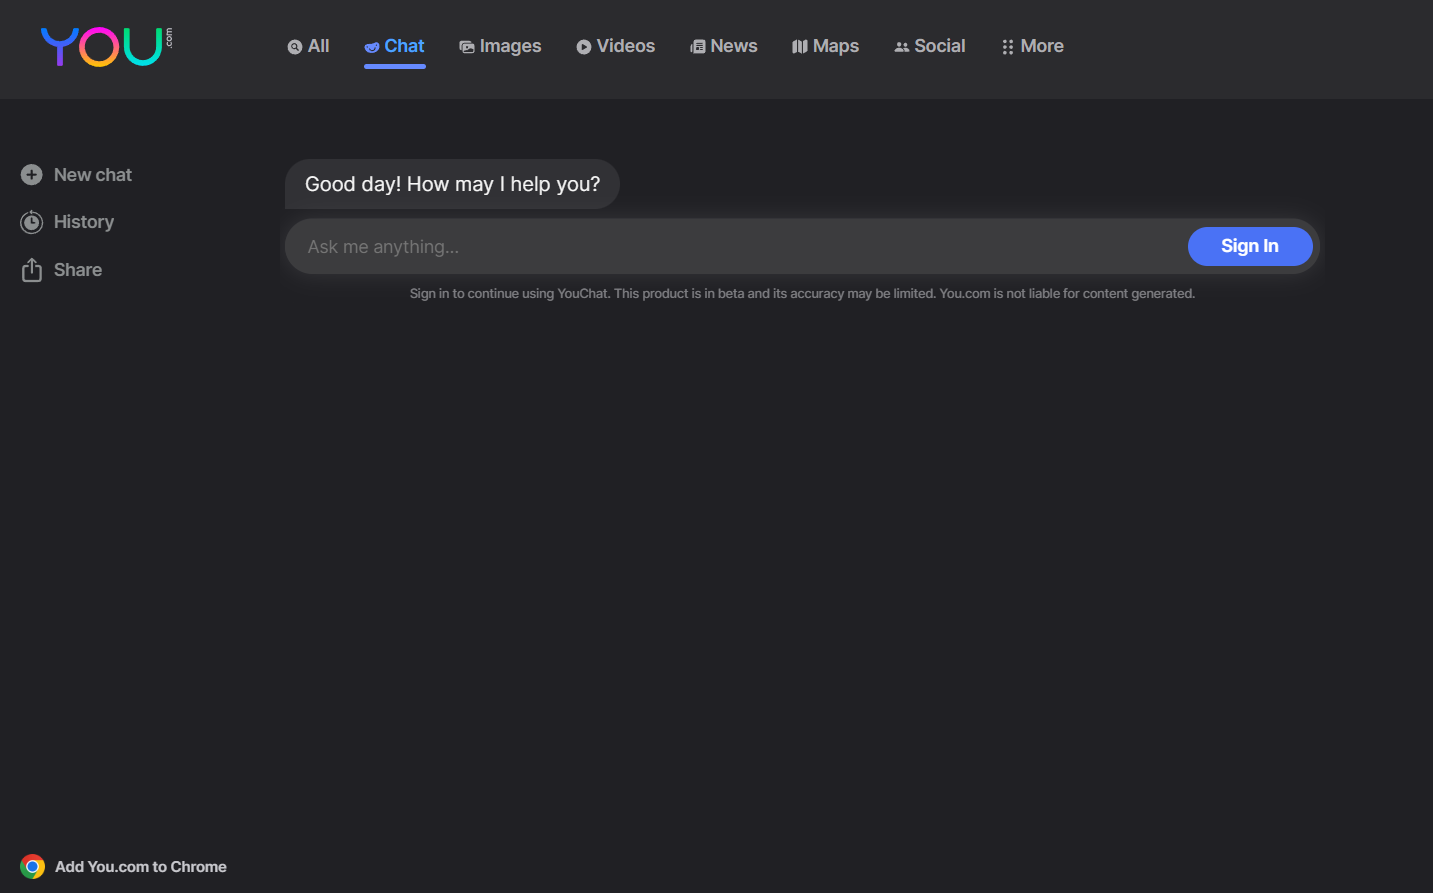 YOU.com
All Chat Images Videos News Maps Social More
New chat
History
Share
Good day! How may I help you?
Ask me anything...
Sign In
Sign in to continue using YouChat. This product is in beta and its accuracy may be limited. You.com is not liable for content generated.
Add You.com to Chrome